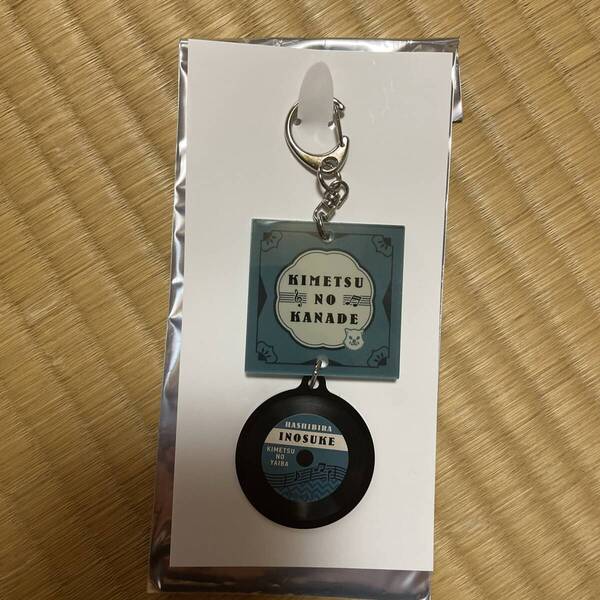 KIMETSU
NO
KANADE
HASHIBIRA
INOSUKE
KIMETSU
NO
YAIBA